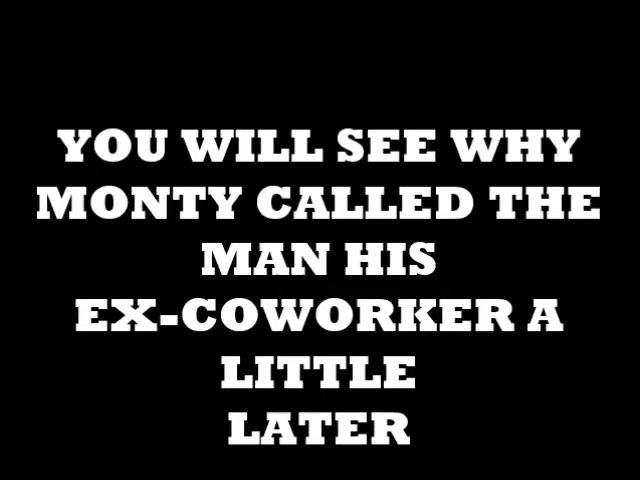 YOU WILL SEE WHY
MONTY CALLED THE
MAN HIS
EX-COWORKER A
LITTLE
LATER